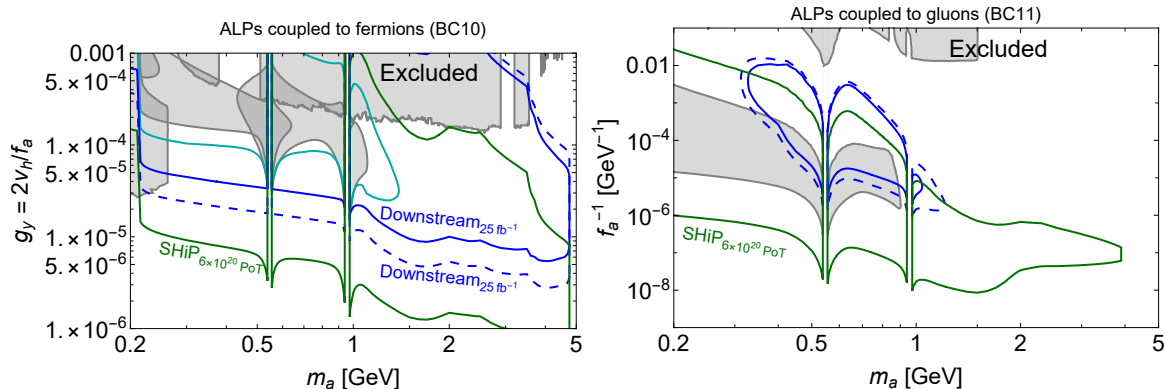 ALPs coupled to fermions (BC10)
0.001
5.×10⁻⁴
1.×10⁻⁴
5.×10⁻⁵
1.×10⁻⁵
5.×10⁻⁶
1.×10⁻⁶
g_y = 2v_h/f_a
Excluded
Downstream_25 fb⁻¹
Downstream_25 fb⁻¹
SHiP_6×10²⁰ PoT
0.2 0.5 1 2 5
m_a [GeV]
ALPs coupled to gluons (BC11)
0.01
10⁻⁴
10⁻⁶
10⁻⁸
f_a⁻¹ [GeV⁻¹]
Excluded
SHiP_6×10²⁰ PoT
0.2 0.5 1 2 5
m_a [GeV]